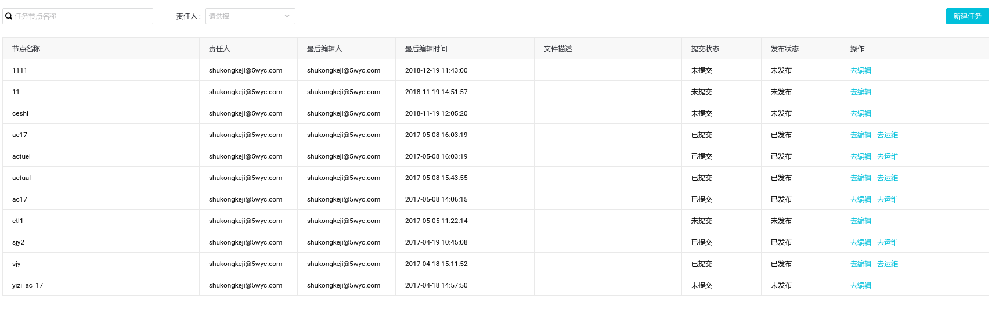 任务节点名称 责任人 : 请选择 新建任务
节点名称 责任人 最后编辑人 最后编辑时间 文件描述 提交状态 发布状态 操作
1111 shukongkeji@5wyc.com shukongkeji@5wyc.com 2018-12-19 11:43:00 未提交 未发布 去编辑
11 shukongkeji@5wyc.com shukongkeji@5wyc.com 2018-11-19 14:51:57 未提交 未发布 去编辑
ceshi shukongkeji@5wyc.com shukongkeji@5wyc.com 2018-11-19 12:05:20 未提交 未发布 去编辑
ac17 shukongkeji@5wyc.com shukongkeji@5wyc.com 2017-05-08 16:03:19 已提交 已发布 去编辑 去运维
actuel shukongkeji@5wyc.com shukongkeji@5wyc.com 2017-05-08 16:03:19 已提交 已发布 去编辑 去运维
actual shukongkeji@5wyc.com shukongkeji@5wyc.com 2017-05-08 15:43:55 已提交 已发布 去编辑 去运维
ac17 shukongkeji@5wyc.com shukongkeji@5wyc.com 2017-05-08 14:06:15 已提交 已发布 去编辑 去运维
etl1 shukongkeji@5wyc.com shukongkeji@5wyc.com 2017-05-05 11:22:14 未提交 未发布 去编辑
sjy2 shukongkeji@5wyc.com shukongkeji@5wyc.com 2017-04-19 10:45:08 已提交 已发布 去编辑 去运维
sjy shukongkeji@5wyc.com shukongkeji@5wyc.com 2017-04-18 15:11:52 已提交 已发布 去编辑 去运维
yizi_ac_17 shukongkeji@5wyc.com shukongkeji@5wyc.com 2017-04-18 14:57:50 未提交 未发布 去编辑